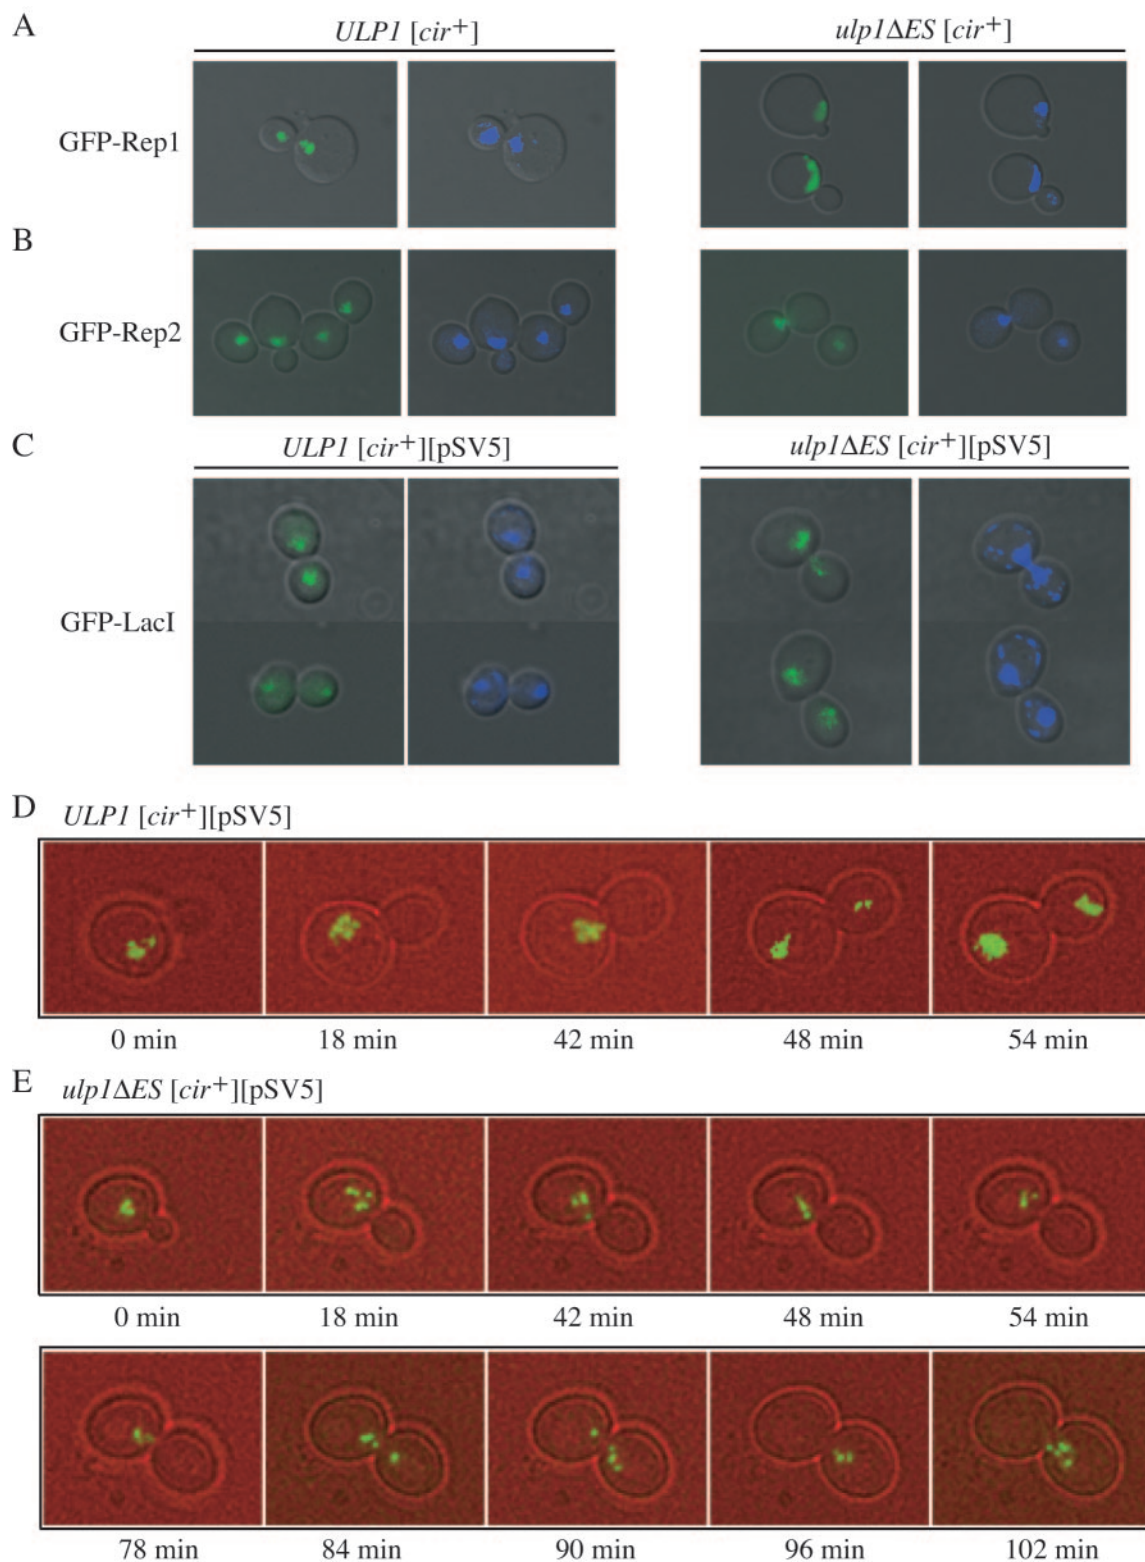 A
ULP1 [cir+]
ulp1ΔES [cir+]
GFP-Rep1
B
GFP-Rep2
C
ULP1 [cir+][pSV5]
ulp1ΔES [cir+][pSV5]
GFP-LacI
D
ULP1 [cir+][pSV5]
0 min 18 min 42 min 48 min 54 min
E
ulp1ΔES [cir+][pSV5]
0 min 18 min 42 min 48 min 54 min
78 min 84 min 90 min 96 min 102 min